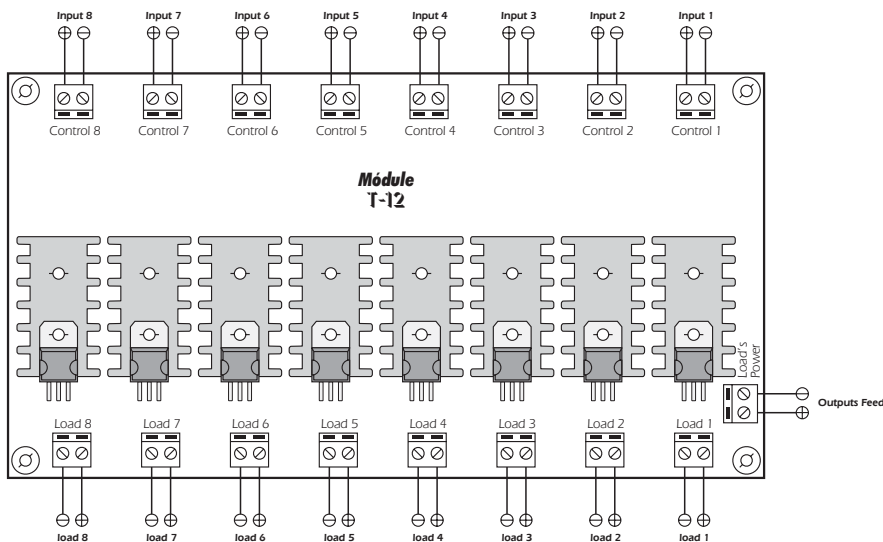 Input 8 Input 7 Input 6 Input 5 Input 4 Input 3 Input 2 Input 1
Control 8 Control 7 Control 6 Control 5 Control 4 Control 3 Control 2 Control 1
Módule
T-12
Load's
Power
Outputs Feed
Load 8 Load 7 Load 6 Load 5 Load 4 Load 3 Load 2 Load 1
load 8 load 7 load 6 load 5 load 4 load 3 load 2 load 1